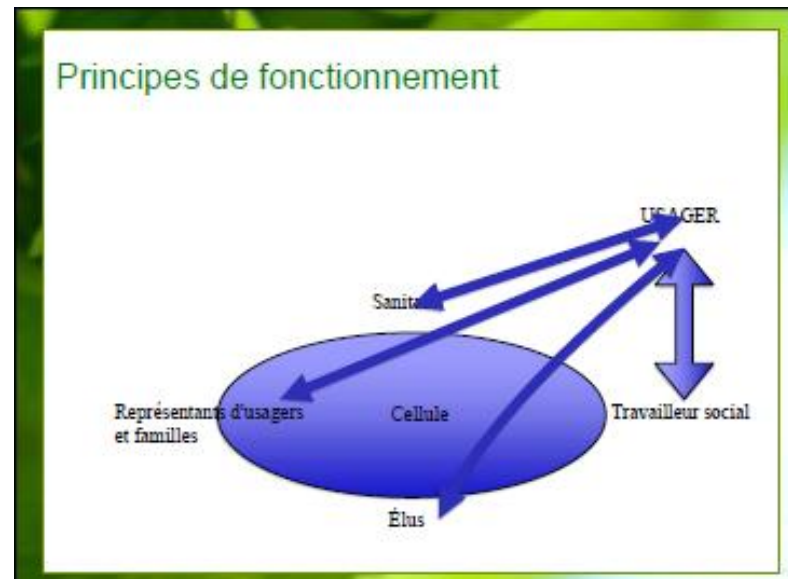 Principes de fonctionnement
USAGER
Représentants d'usagers
et familles
Cellule
Travailleur social
Élus